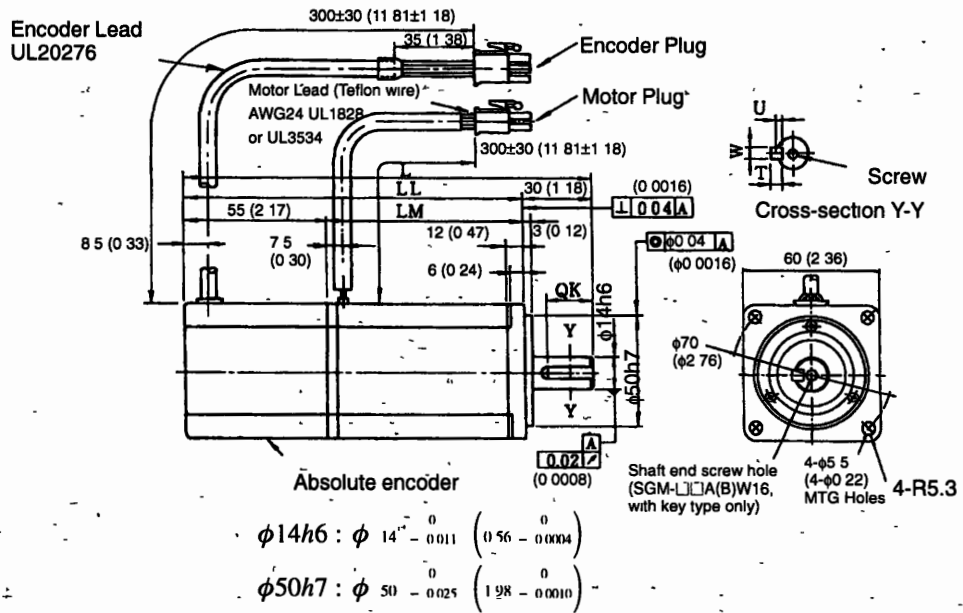 300±30 (11 81±1 18)
Encoder Lead
UL20276
35 (1 38)
Encoder Plug
Motor Lead (Teflon wire)
AWG24 UL1828
or UL3534
Motor Plug
300±30 (11 81±1 18)
U
W
T
Screw
Cross-section Y-Y
L
LL
30 (1 18)
(0 0016)
⊥ 0 04 A
55 (2 17)
LM
8 5 (0 33)
7 5
(0 30)
12 (0 47)
3 (0 12)
6 (0 24)
◎ φ0 04 A
(φ0 0016)
60 (2 36)
QK
φ14h6
Y
Y
φ50h7
φ70
(φ2 76)
A
0.02 ↗
(0 0008)
Absolute encoder
Shaft end screw hole
(SGM-□□A(B)W16,
with key type only)
4-φ5 5
(4-φ0 22)
MTG Holes
4-R5.3
φ14h6 : φ 14 0 - 0 011 (0 56 0 - 0 0004)
φ50h7 : φ 50 0 - 0 025 (1 98 0 - 0 0010)